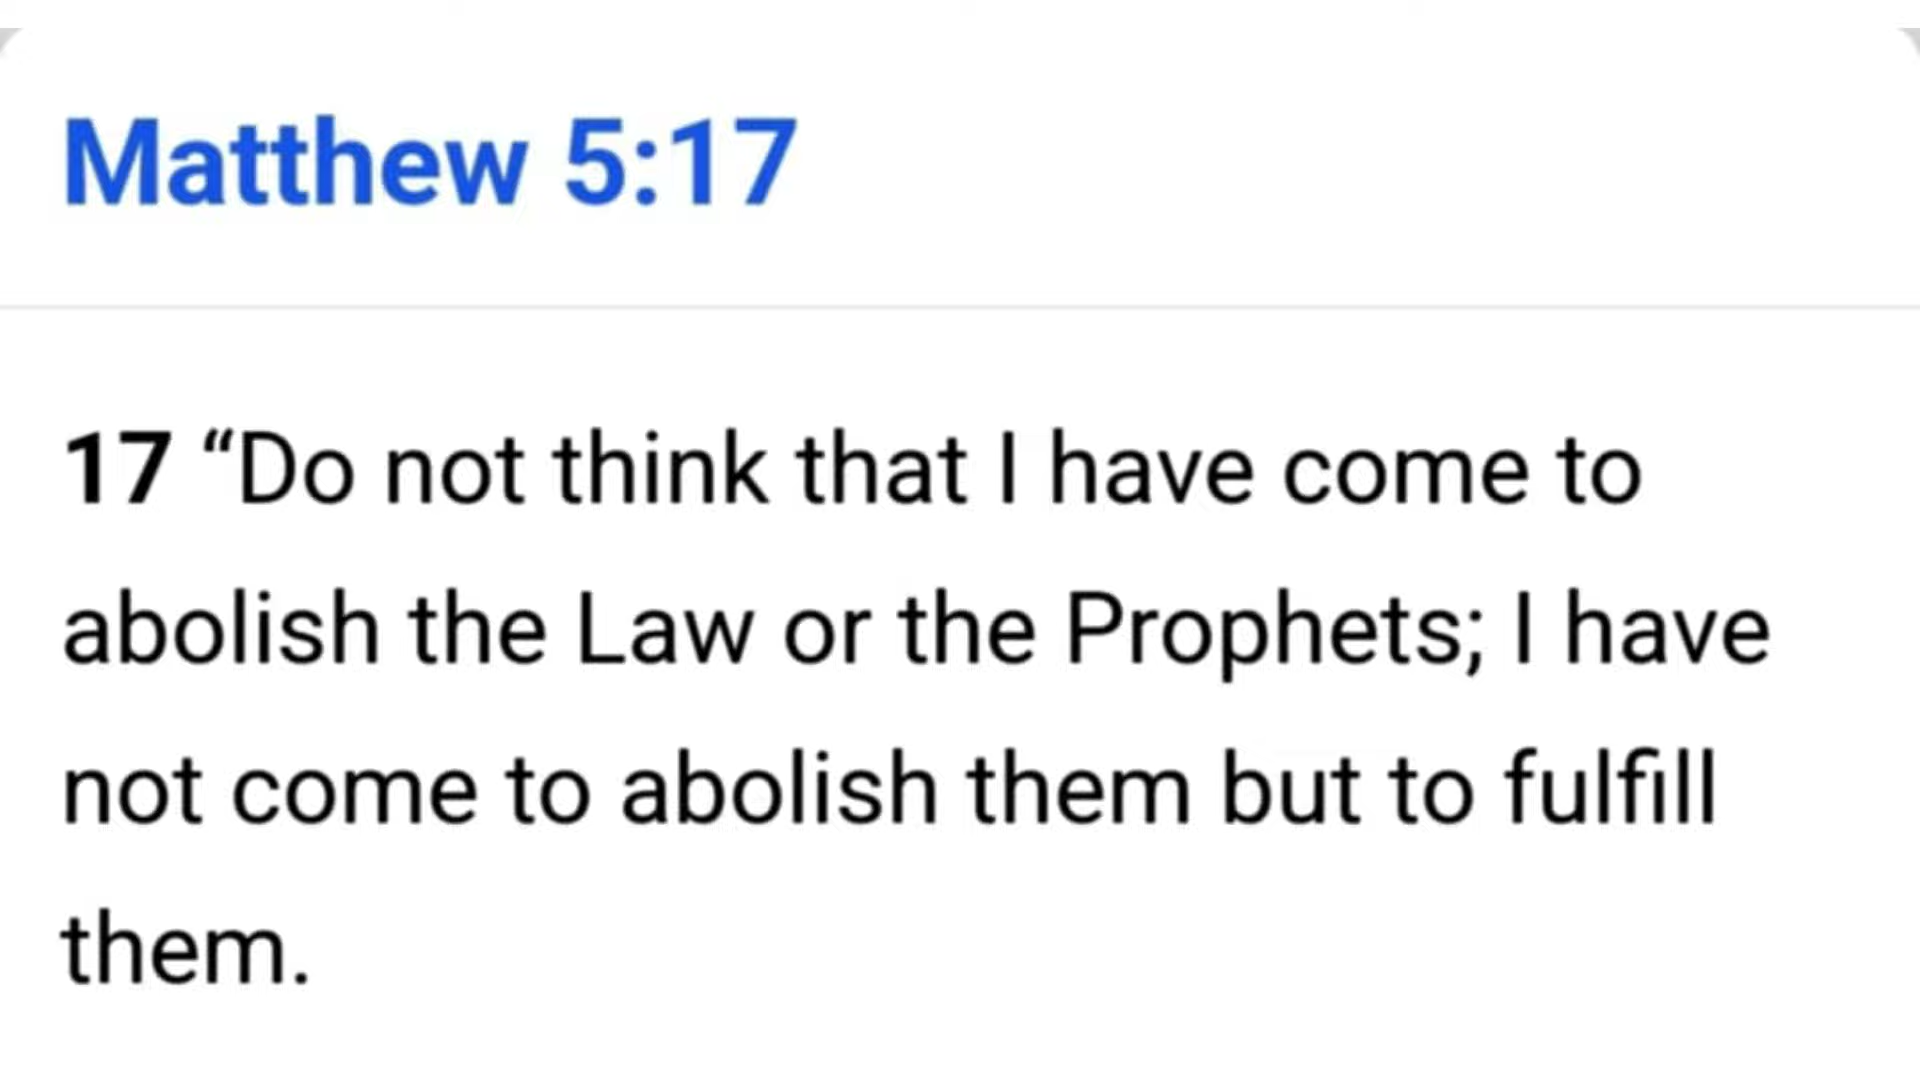 Matthew 5:17
17 “Do not think that I have come to
abolish the Law or the Prophets; I have
not come to abolish them but to fulfill
them.